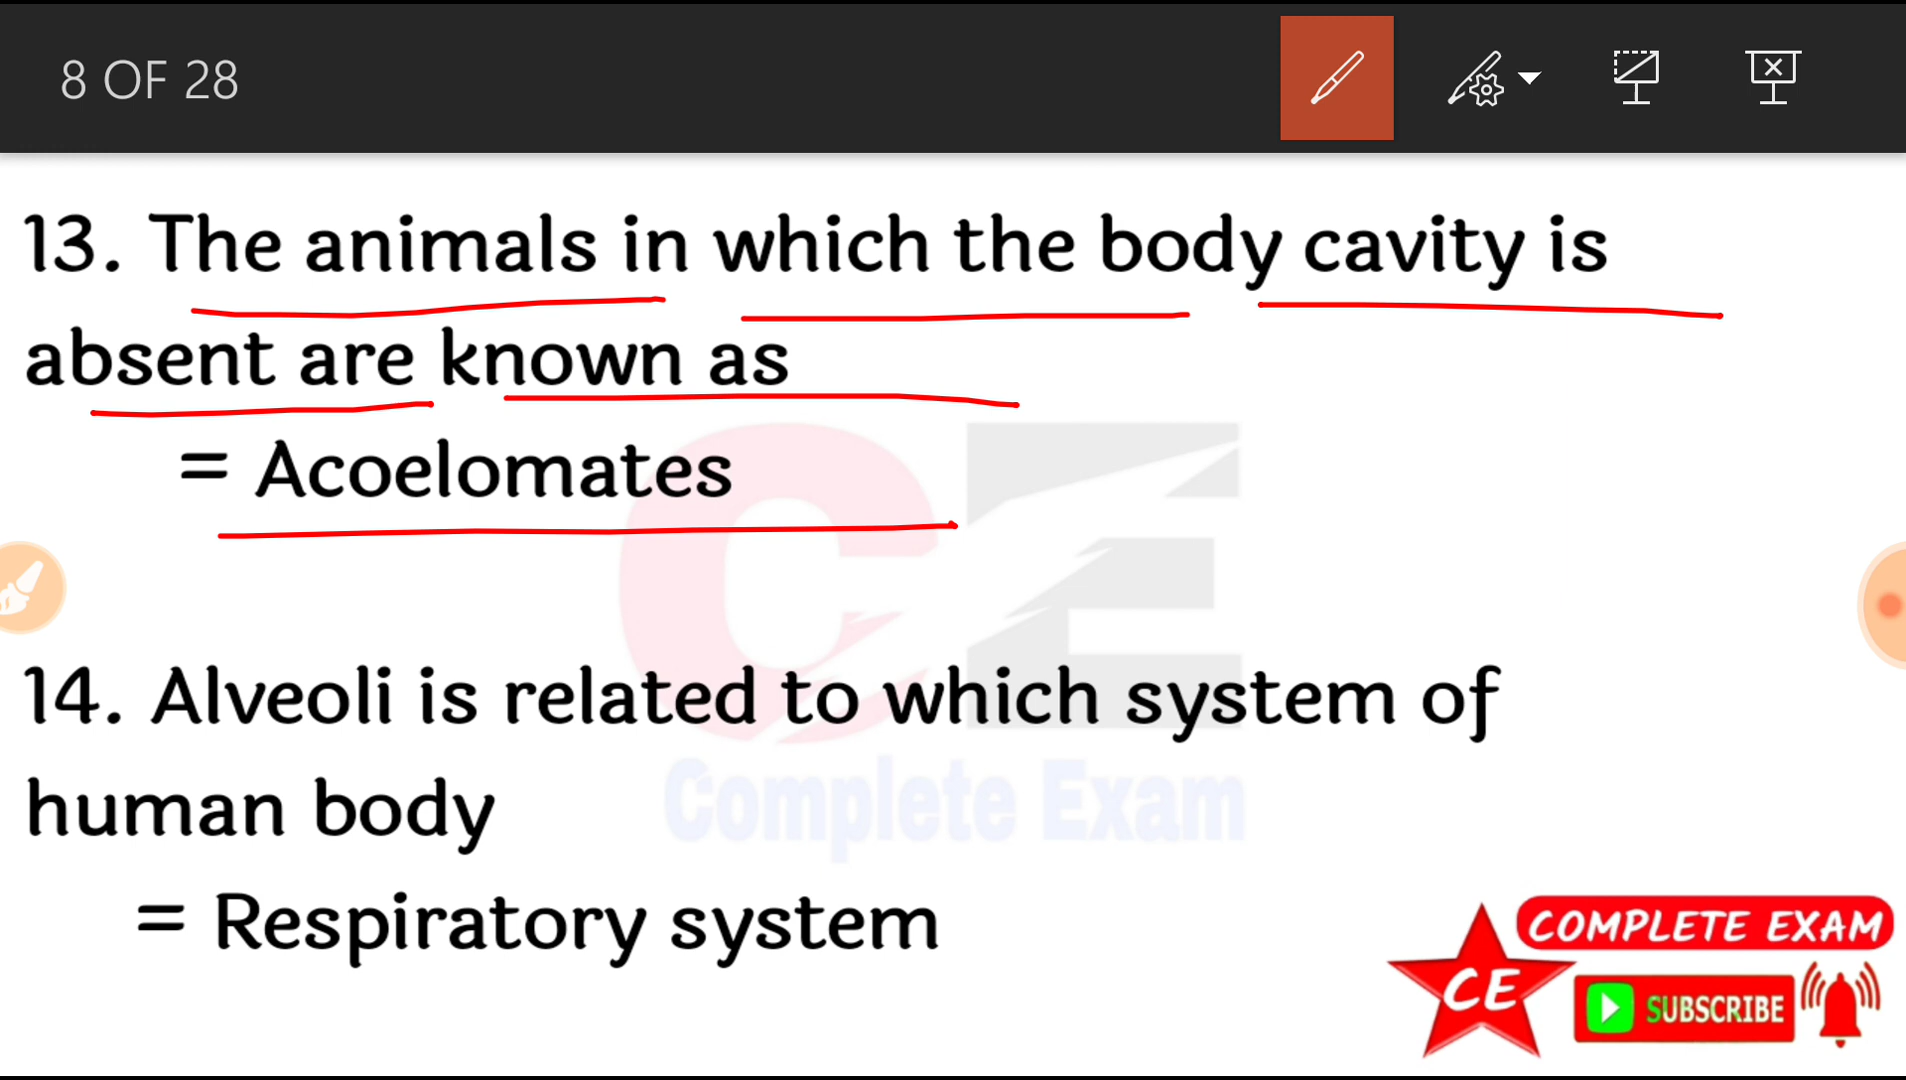 8 OF 28
13. The animals in which the body cavity is
absent are known as
= Acoelomates
CE
Complete Exam
14. Alveoli is related to which system of
human body
= Respiratory system
COMPLETE EXAM
CE
SUBSCRIBE